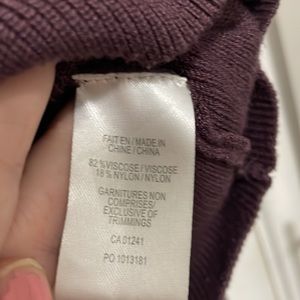 FAIT EN / MADE IN
CHINE / CHINA
82 % VISCOSE / VISCOSE
18 % NYLON / NYLON
GARNITURES NON
COMPRISES/
EXCLUSIVE OF
TRIMMINGS
CA 01241
PO 1013181